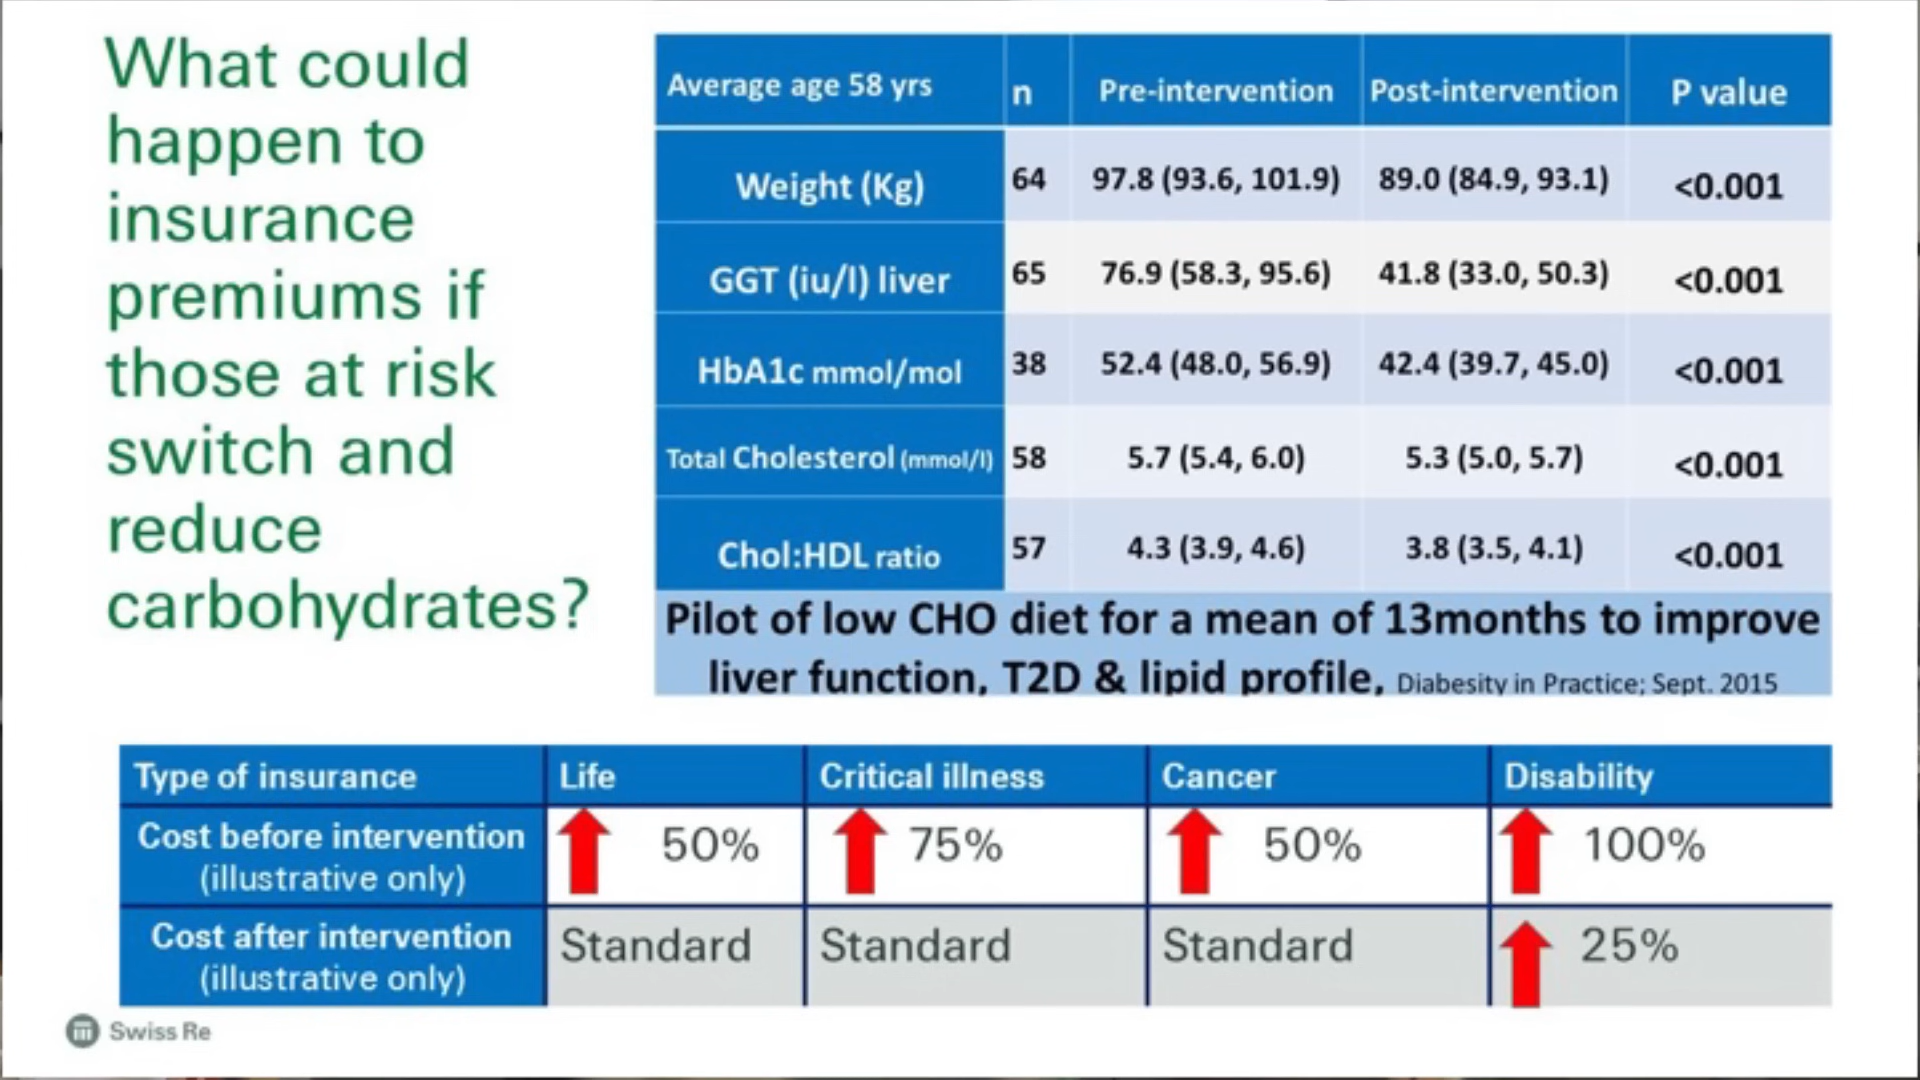 What could
happen to
insurance
premiums if
those at risk
switch and
reduce
carbohydrates?
Average age 58 yrs n Pre-intervention Post-intervention P value
Weight (Kg) 64 97.8 (93.6, 101.9) 89.0 (84.9, 93.1) <0.001
GGT (iu/l) liver 65 76.9 (58.3, 95.6) 41.8 (33.0, 50.3) <0.001
HbA1c mmol/mol 38 52.4 (48.0, 56.9) 42.4 (39.7, 45.0) <0.001
Total Cholesterol (mmol/l) 58 5.7 (5.4, 6.0) 5.3 (5.0, 5.7) <0.001
Chol:HDL ratio 57 4.3 (3.9, 4.6) 3.8 (3.5, 4.1) <0.001
Pilot of low CHO diet for a mean of 13months to improve
liver function, T2D & lipid profile, Diabesity in Practice; Sept. 2015
Type of insurance Life Critical illness Cancer Disability
Cost before intervention 50% 75% 50% 100%
(illustrative only)
Cost after intervention Standard Standard Standard 25%
(illustrative only)
Swiss Re